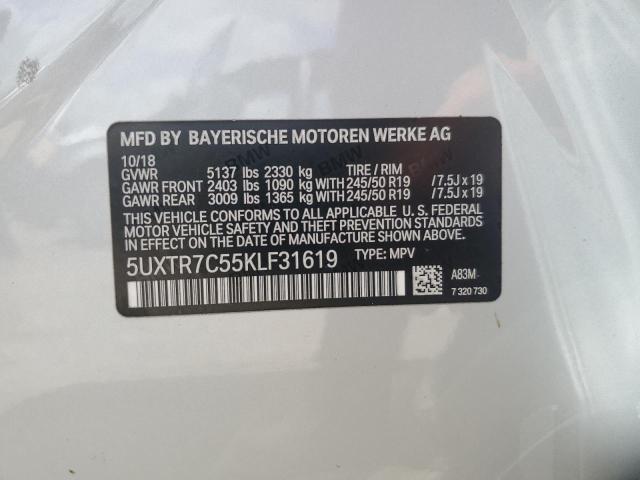 MFD BY BAYERISCHE MOTOREN WERKE AG
10/18
GVWR 5137 lbs 2330 kg TIRE / RIM
GAWR FRONT 2403 lbs 1090 kg WITH 245/50 R19 /7.5J x 19
GAWR REAR 3009 lbs 1365 kg WITH 245/50 R19 /7.5J x 19
THIS VEHICLE CONFORMS TO ALL APPLICABLE U. S. FEDERAL
MOTOR VEHICLE SAFETY AND THEFT PREVENTION STANDARDS
IN EFFECT ON THE DATE OF MANUFACTURE SHOWN ABOVE.
5UXTR7C55KLF31619 TYPE: MPV
A83M
7 320 730